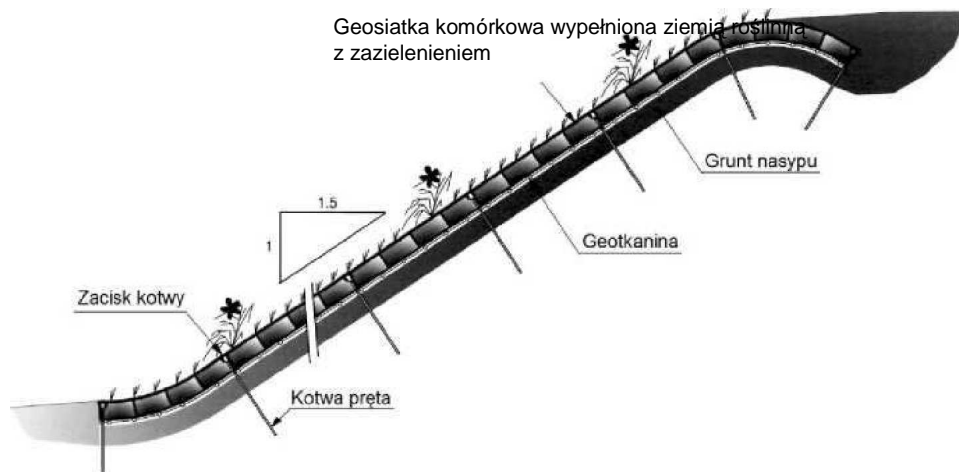 Geosiatka komórkowa wypełniona ziemią roślinną
z zazielenieniem
Grunt nasypu
1.5
1
Geotkanina
Zacisk kotwy
Kotwa pręta